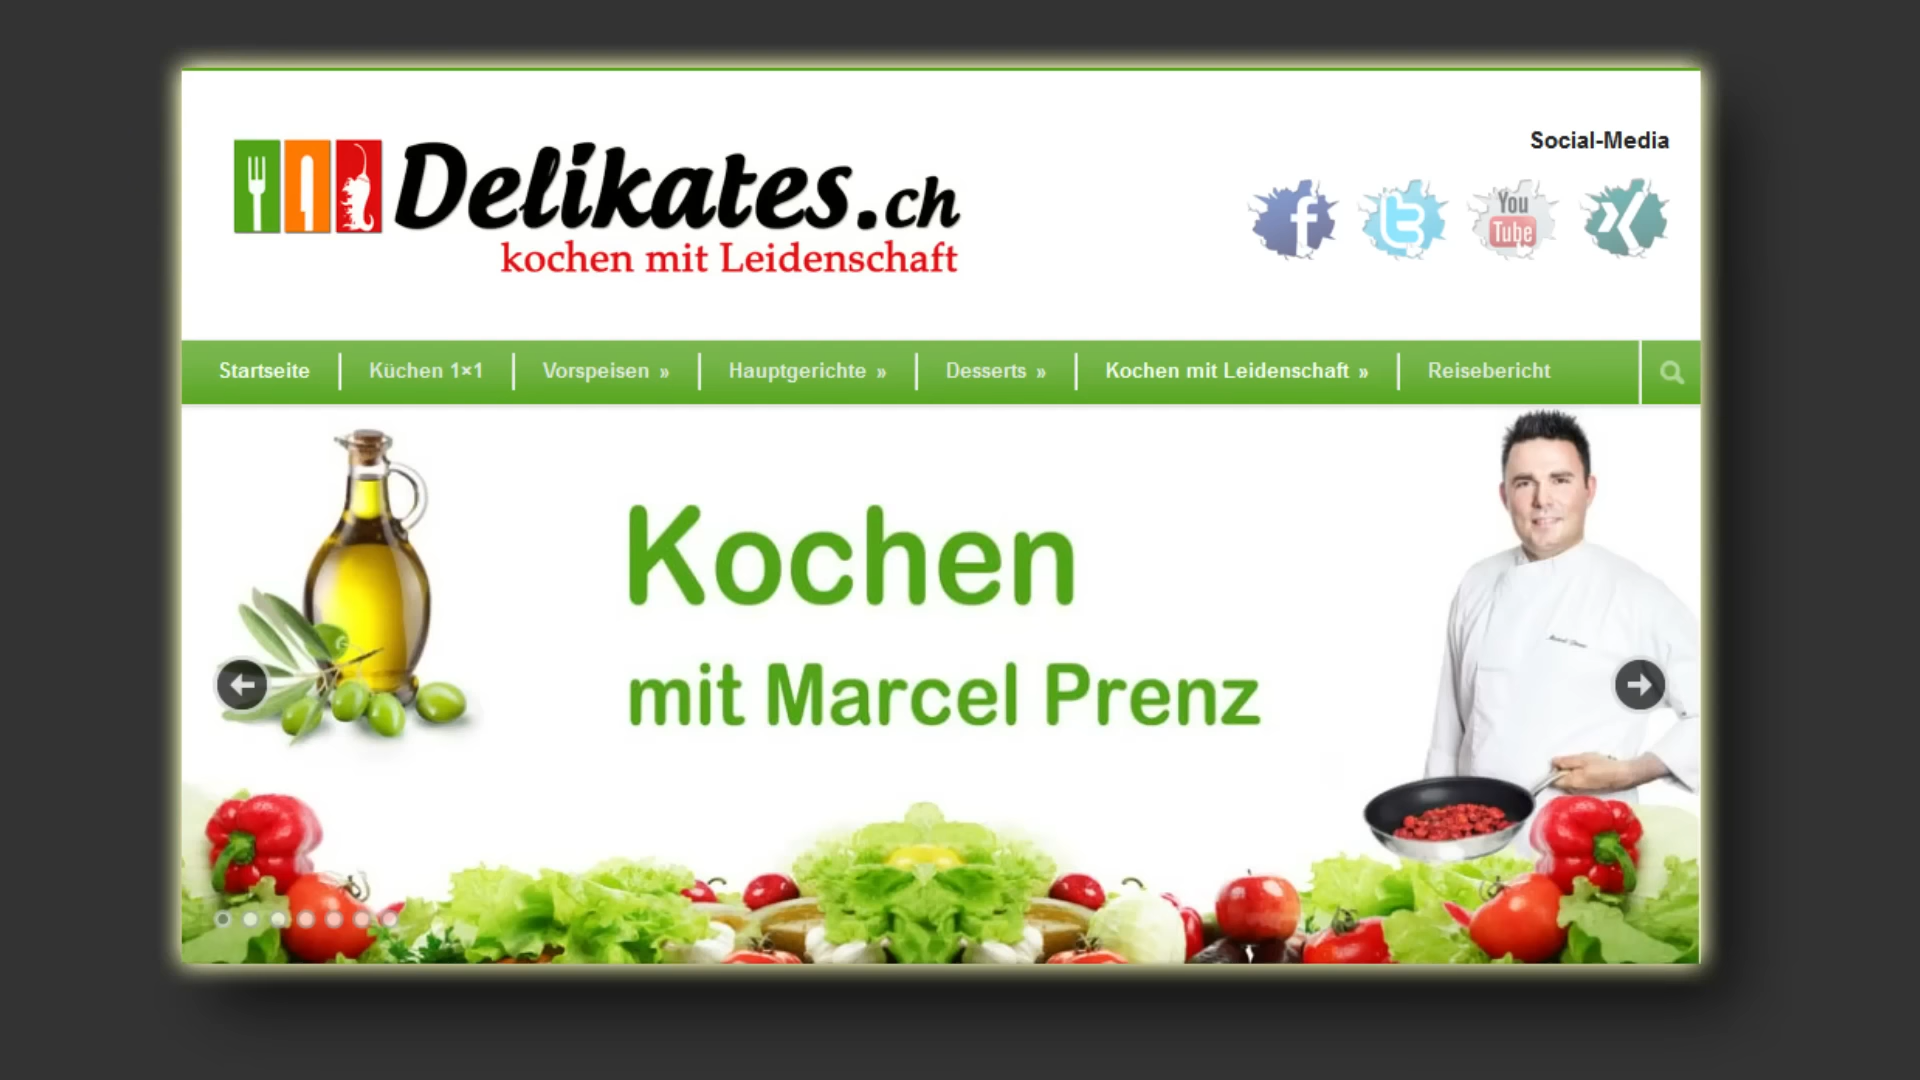 Delikates.ch
kochen mit Leidenschaft
Social-Media
f
t
You
Tube
Startseite
Küchen 1×1
Vorspeisen »
Hauptgerichte »
Desserts »
Kochen mit Leidenschaft »
Reisebericht
Kochen
mit Marcel Prenz